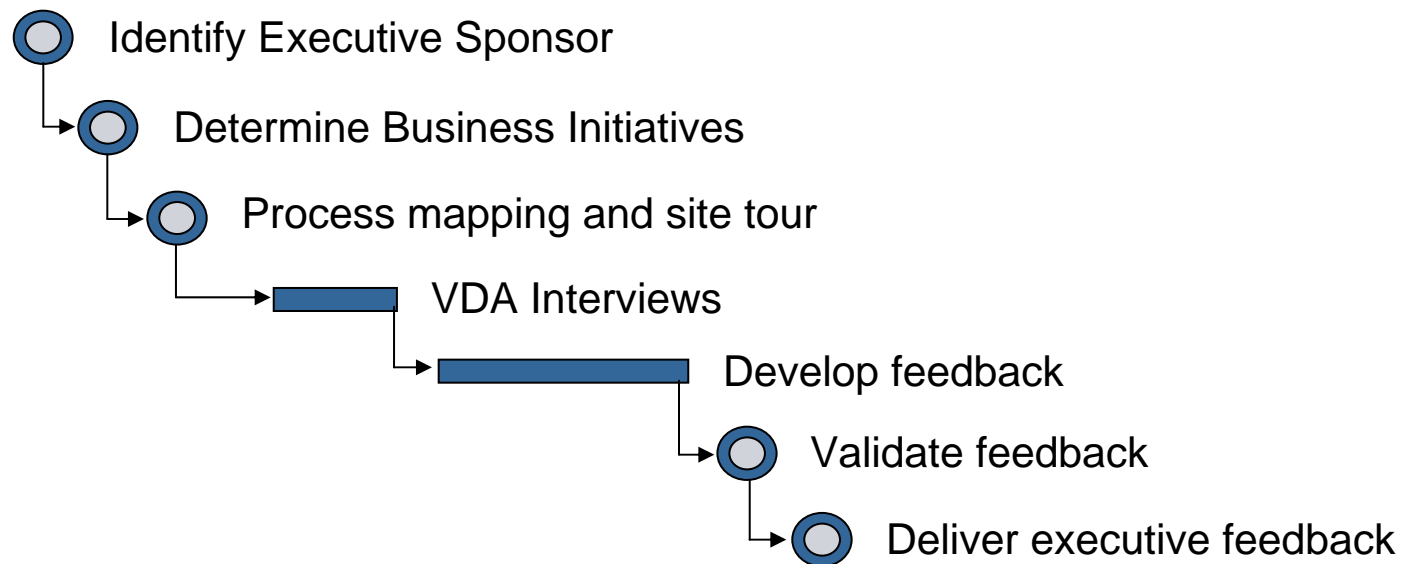 Identify Executive Sponsor
Determine Business Initiatives
Process mapping and site tour
VDA Interviews
Develop feedback
Validate feedback
Deliver executive feedback